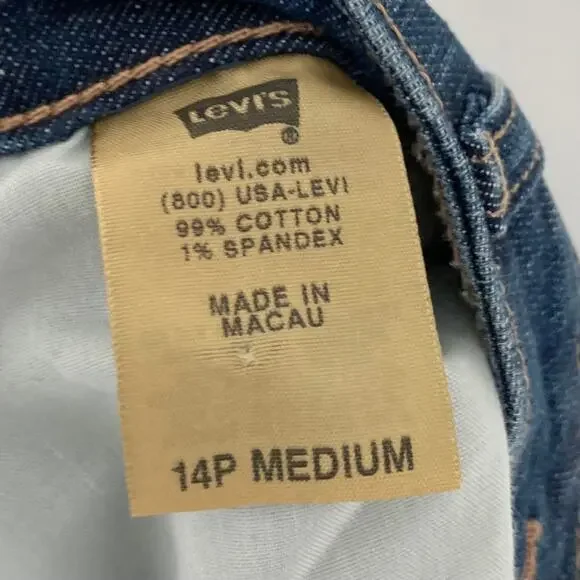 LEVI'S
®
levi.com
(800) USA-LEVI
99% COTTON
1% SPANDEX
MADE IN
MACAU
14P MEDIUM